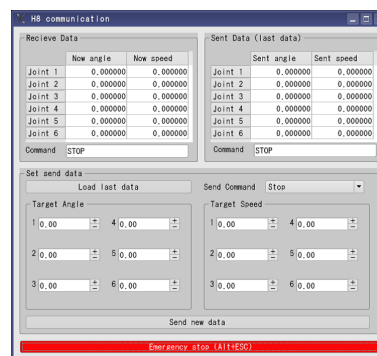 H8 communication
Recieve Data
Now angle Now speed
Joint 1 0.000000 0.000000
Joint 2 0.000000 0.000000
Joint 3 0.000000 0.000000
Joint 4 0.000000 0.000000
Joint 5 0.000000 0.000000
Joint 6 0.000000 0.000000
Command STOP
Sent Data (last data)
Sent angle Sent speed
Joint 1 0.000000 0.000000
Joint 2 0.000000 0.000000
Joint 3 0.000000 0.000000
Joint 4 0.000000 0.000000
Joint 5 0.000000 0.000000
Joint 6 0.000000 0.000000
Command STOP
Set send data
Load last data Send Command Stop
Target Angle
1 0.00 4 0.00
2 0.00 5 0.00
3 0.00 6 0.00
Target Speed
1 0.00 4 0.00
2 0.00 5 0.00
3 0.00 6 0.00
Send new data
Emergency stop (Alt+ESC)